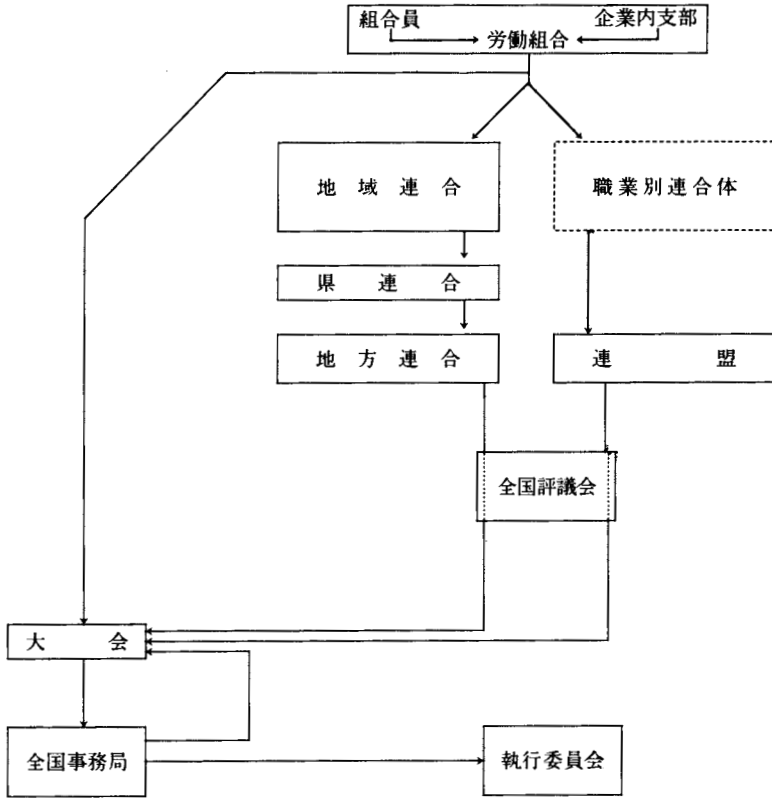 組合員 企業内支部
労働組合
地域連合 職業別連合体
県連合
地方連合 連盟
全国評議会
大会
全国事務局 執行委員会